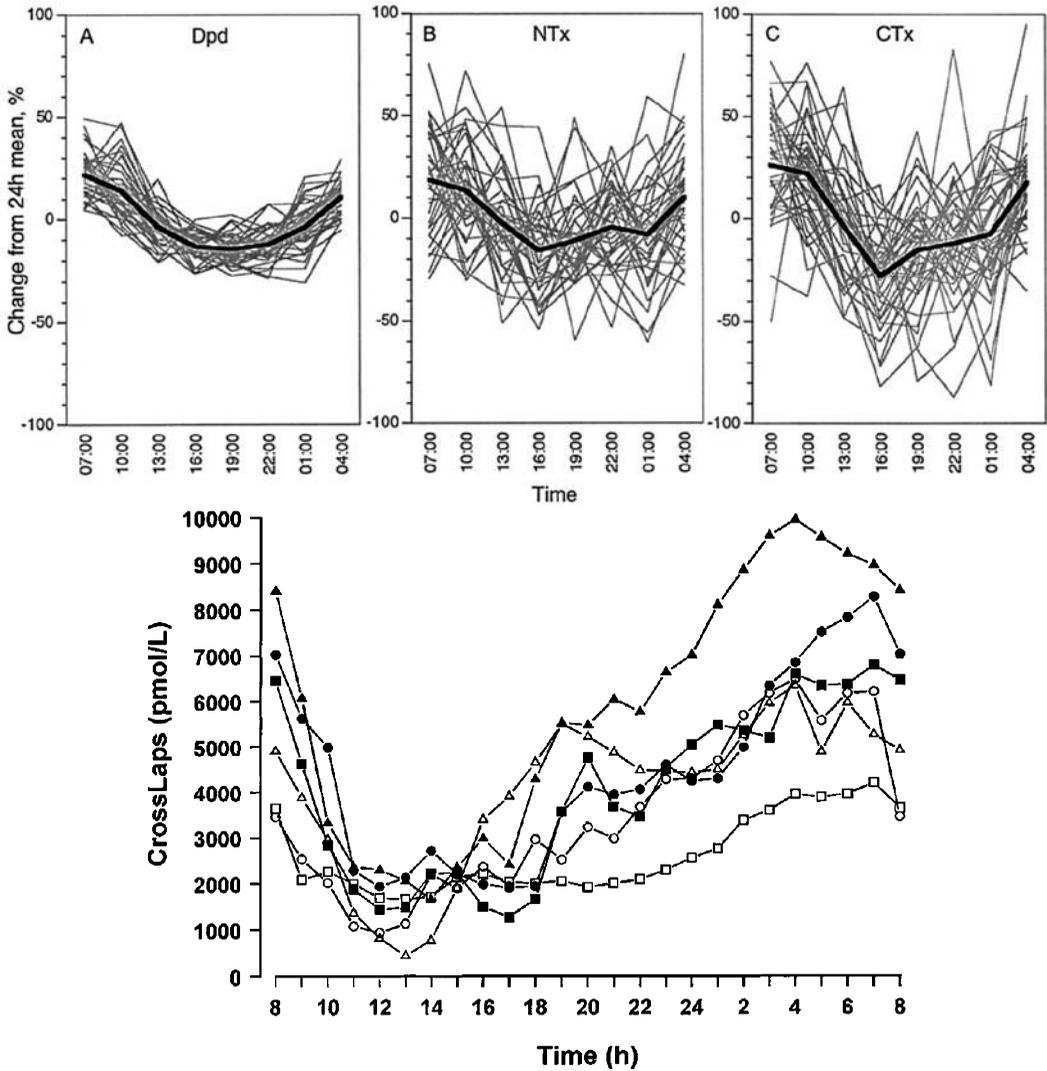 A Dpd
B NTx
C CTx
Change from 24h mean, %
100
50
0
-50
-100
100
50
0
-50
-100
100
50
0
-50
-100
07:00 10:00 13:00 16:00 19:00 22:00 01:00 04:00
07:00 10:00 13:00 16:00 19:00 22:00 01:00 04:00
07:00 10:00 13:00 16:00 19:00 22:00 01:00 04:00
Time
CrossLaps (pmol/L)
10000
9000
8000
7000
6000
5000
4000
3000
2000
1000
0
8 10 12 14 16 18 20 22 24 2 4 6 8
Time (h)